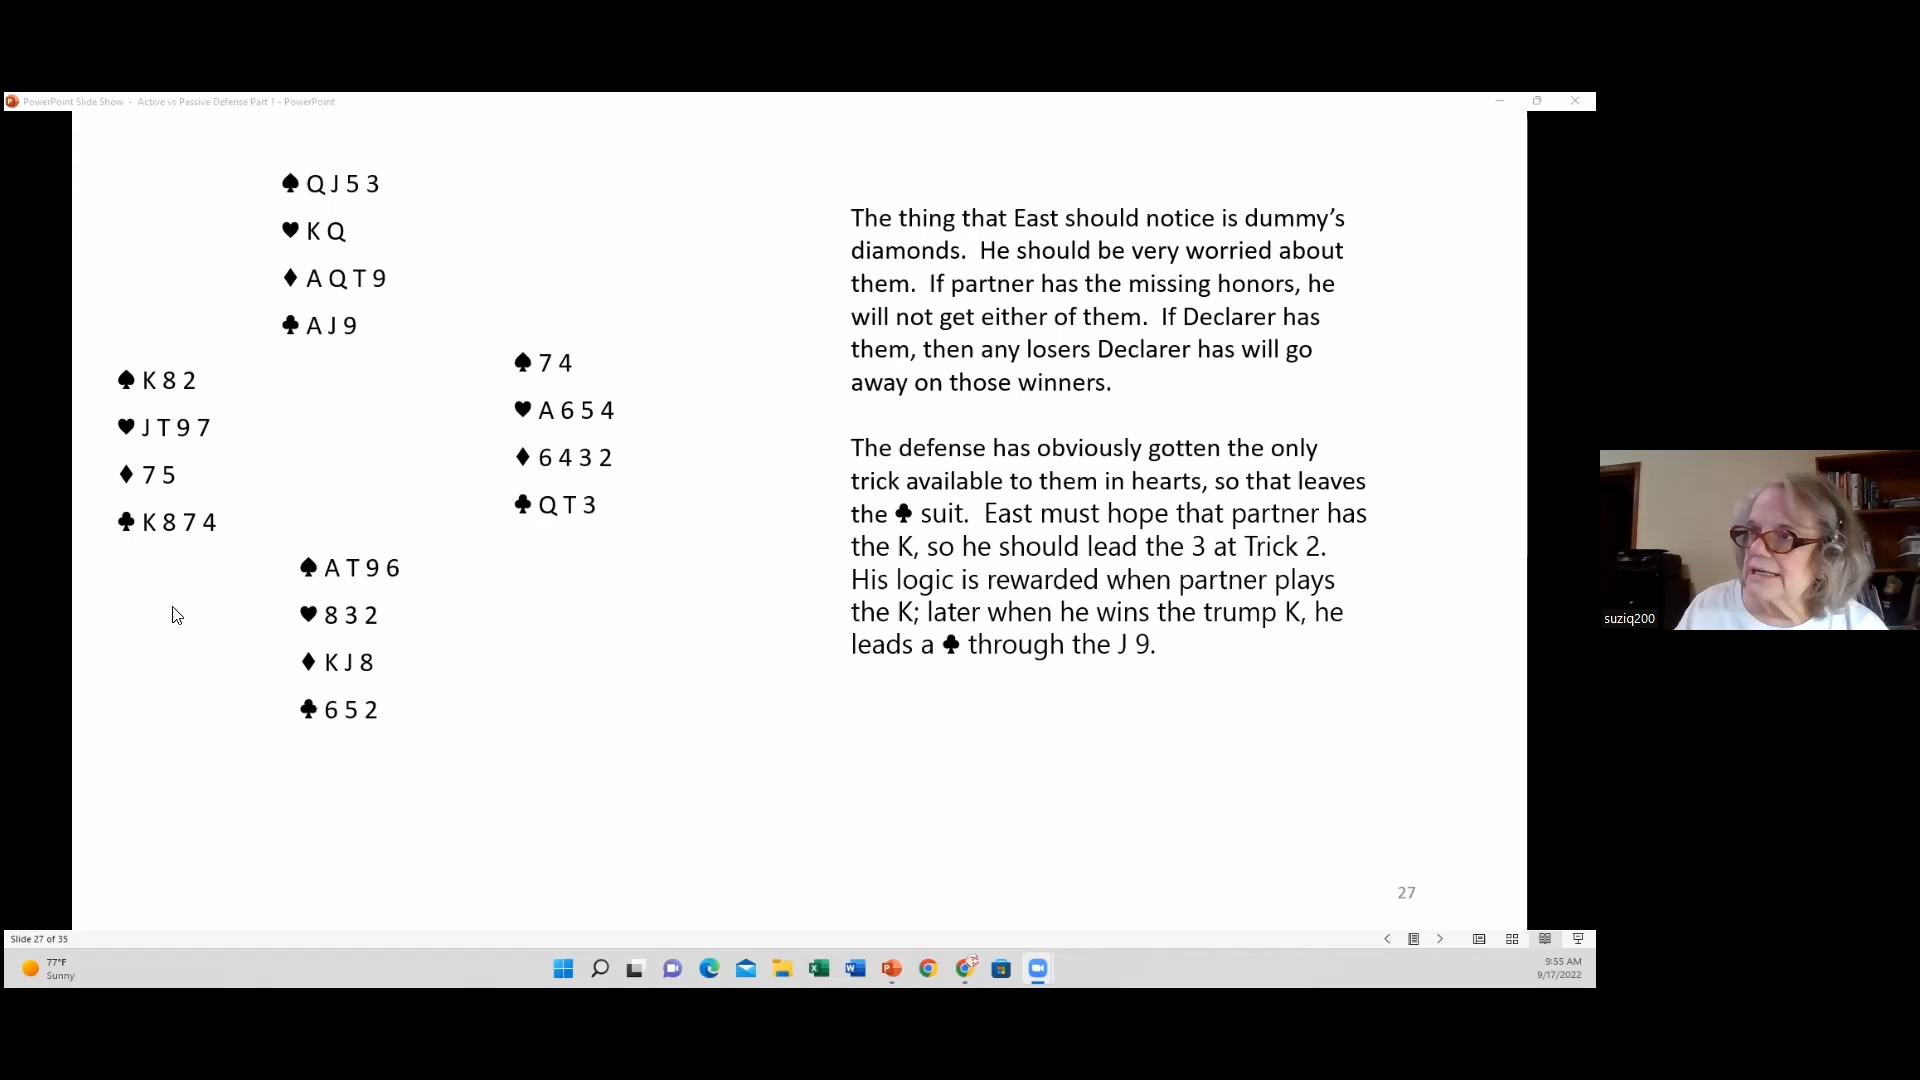 PowerPoint Slide Show - Active vs Passive Defense Part 1 - PowerPoint
♠ Q J 5 3
♥ K Q
♦ A Q T 9
♣ A J 9
♠ K 8 2
♥ J T 9 7
♦ 7 5
♣ K 8 7 4
♠ 7 4
♥ A 6 5 4
♦ 6 4 3 2
♣ Q T 3
♠ A T 9 6
♥ 8 3 2
♦ K J 8
♣ 6 5 2
The thing that East should notice is dummy’s
diamonds. He should be very worried about
them. If partner has the missing honors, he
will not get either of them. If Declarer has
them, then any losers Declarer has will go
away on those winners.
The defense has obviously gotten the only
trick available to them in hearts, so that leaves
the ♣ suit. East must hope that partner has
the K, so he should lead the 3 at Trick 2.
His logic is rewarded when partner plays
the K; later when he wins the trump K, he
leads a ♣ through the J 9.
27
suziq200
Slide 27 of 35
77°F
Sunny
9:55 AM
9/17/2022